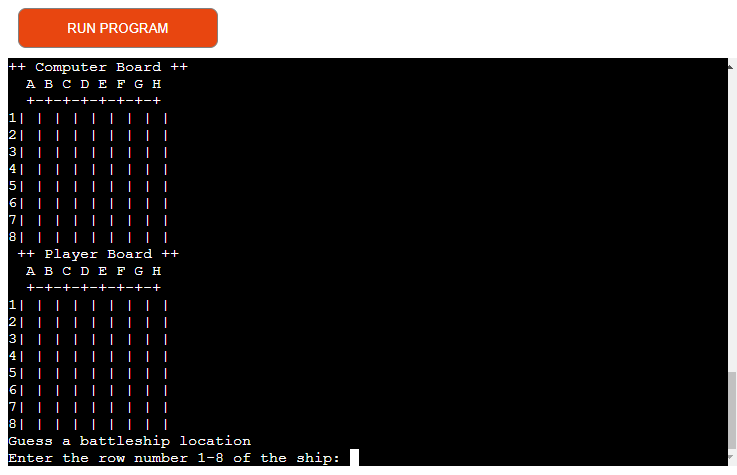 RUN PROGRAM
++ Computer Board ++
  A B C D E F G H
  +-+-+-+-+-+-+-+
1| | | | | | | | |
2| | | | | | | | |
3| | | | | | | | |
4| | | | | | | | |
5| | | | | | | | |
6| | | | | | | | |
7| | | | | | | | |
8| | | | | | | | |
 ++ Player Board ++
  A B C D E F G H
  +-+-+-+-+-+-+-+
1| | | | | | | | |
2| | | | | | | | |
3| | | | | | | | |
4| | | | | | | | |
5| | | | | | | | |
6| | | | | | | | |
7| | | | | | | | |
8| | | | | | | | |
Guess a battleship location
Enter the row number 1-8 of the ship: